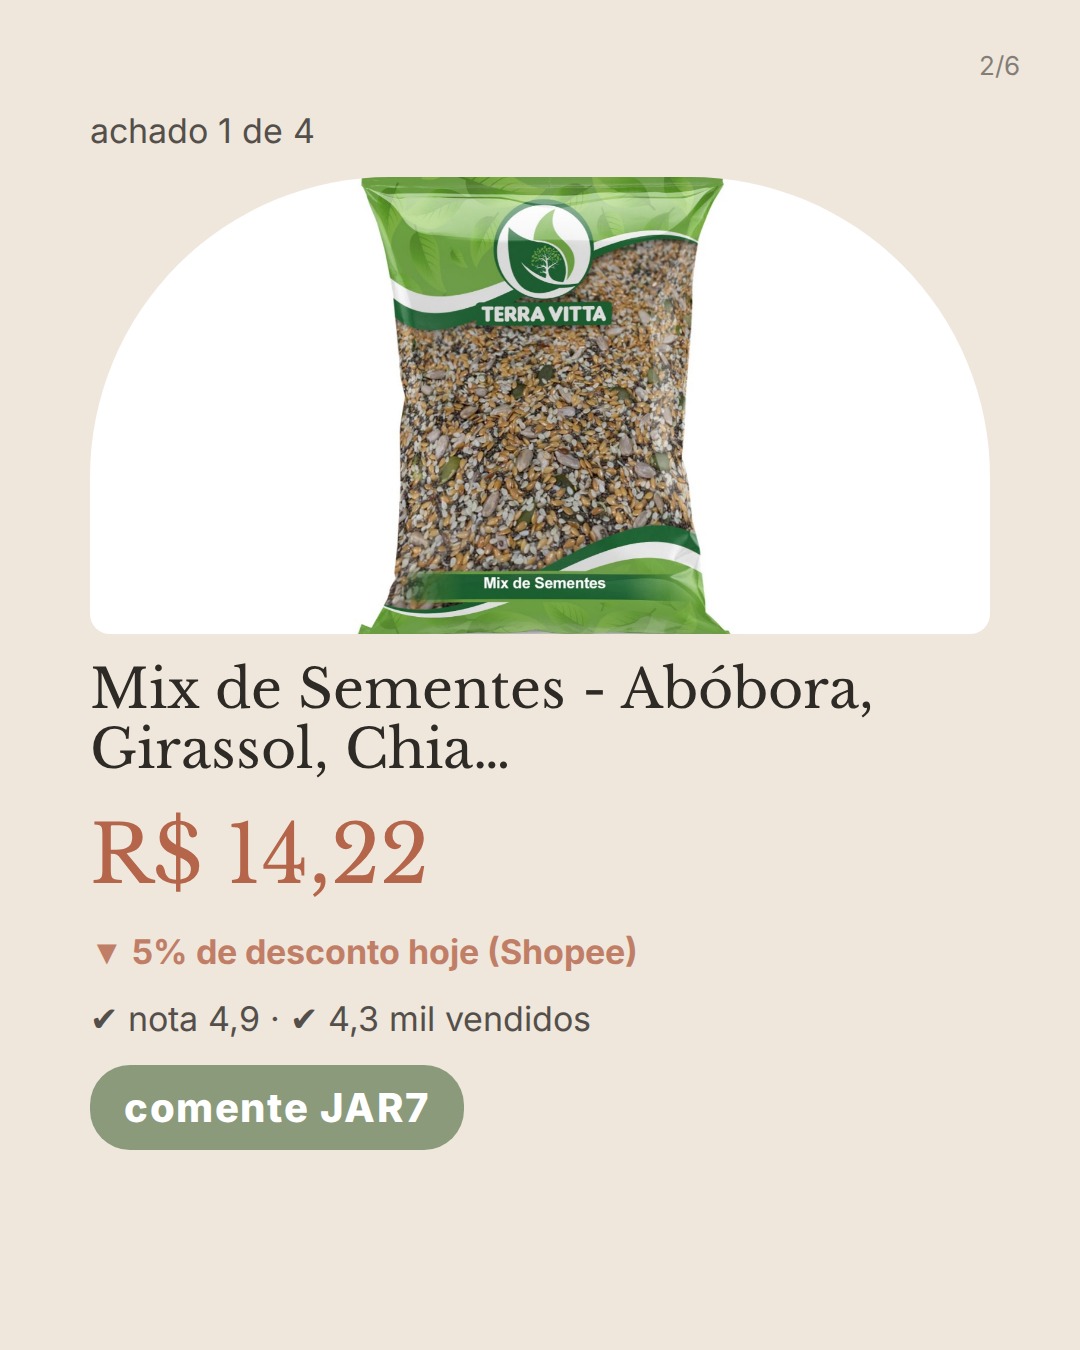 2/6
achado 1 de 4
TERRA VITTA
Mix de Sementes
Mix de Sementes - Abóbora,
Girassol, Chia...
R$ 14,22
▼ 5% de desconto hoje (Shopee)
✔ nota 4,9 · ✔ 4,3 mil vendidos
comente JAR7